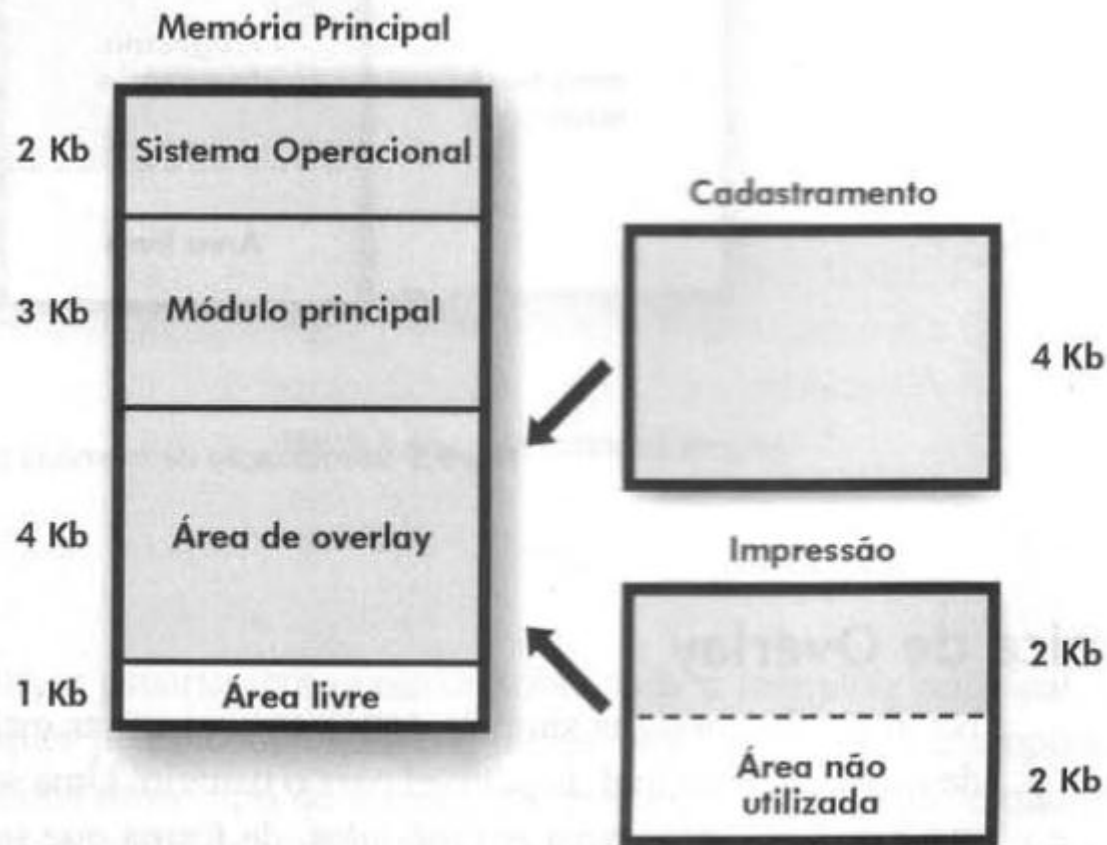 Memória Principal
2 Kb
Sistema Operacional
3 Kb
Módulo principal
4 Kb
Área de overlay
1 Kb
Área livre
Cadastramento
4 Kb
Impressão
2 Kb
Área não
utilizada
2 Kb